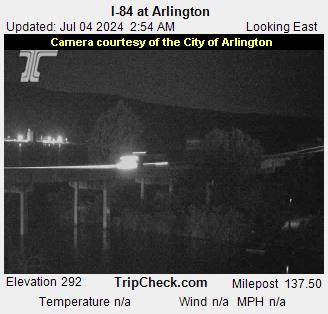 I-84 at Arlington
Updated: Jul 04 2024 2:54 AM Looking East
Camera courtesy of the City of Arlington
Elevation 292 TripCheck.com Milepost 137.50
Temperature n/a Wind n/a MPH n/a